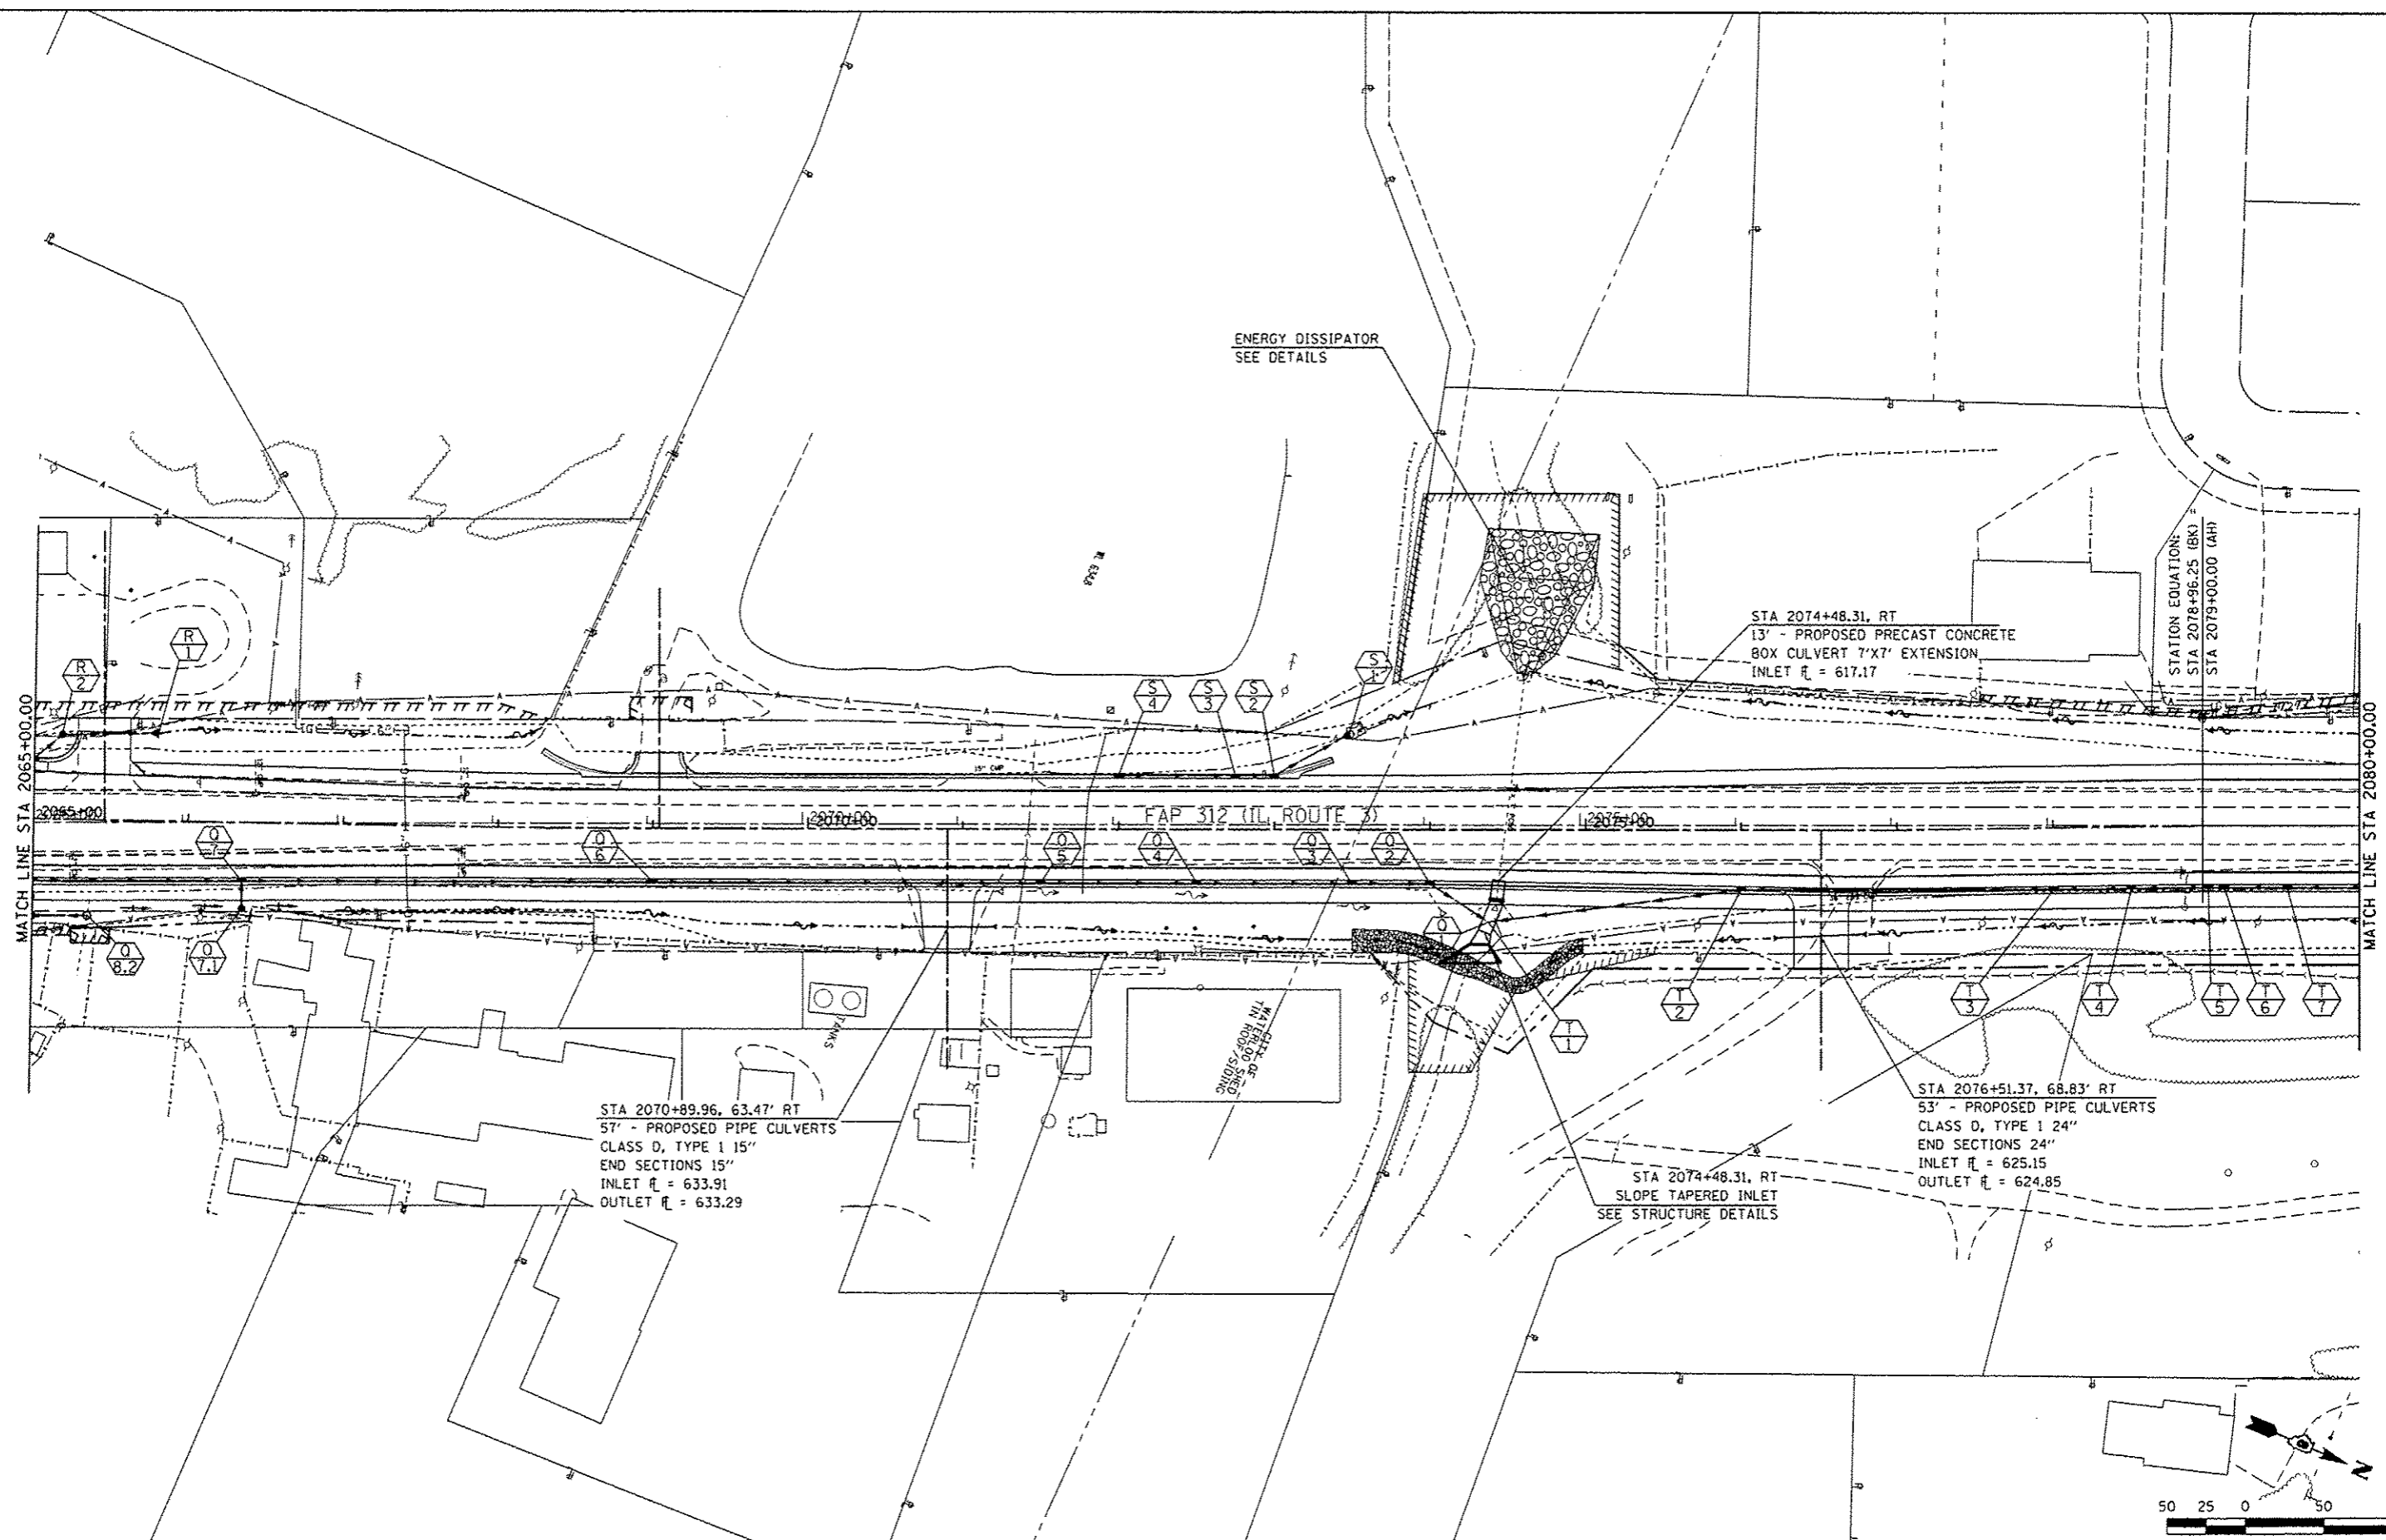 ENERGY DISSIPATOR
SEE DETAILS
STATION EQUATION:
STA 2078+96.25 (BK) =
STA 2079+00.00 (AH)
STA 2074+48.31, RT
13' - PROPOSED PRECAST CONCRETE
BOX CULVERT 7'X7' EXTENSION
INLET FL = 617.17
R
1
R
2
S
4
S
3
S
2
S
1
15" CMP
MATCH LINE STA 2065+00.00
MATCH LINE STA 2080+00.00
2065+00
2070+00
FAP 312 (IL ROUTE 3)
2075+00
8.2
7.1
6
5
4
3
2
T
1
T
2
T
3
T
4
T
5
T
6
T
7
TANKS
CITY OF
WATERLOO SHED
TIN ROOF/SIDING
STA 2070+89.96, 63.47' RT
57' - PROPOSED PIPE CULVERTS
CLASS D, TYPE 1 15"
END SECTIONS 15"
INLET FL = 633.91
OUTLET FL = 633.29
STA 2076+51.37, 68.83' RT
53' - PROPOSED PIPE CULVERTS
CLASS D, TYPE 1 24"
END SECTIONS 24"
INLET FL = 625.15
OUTLET FL = 624.85
STA 2074+48.31, RT
SLOPE TAPERED INLET
SEE STRUCTURE DETAILS
N
50 25 0 50